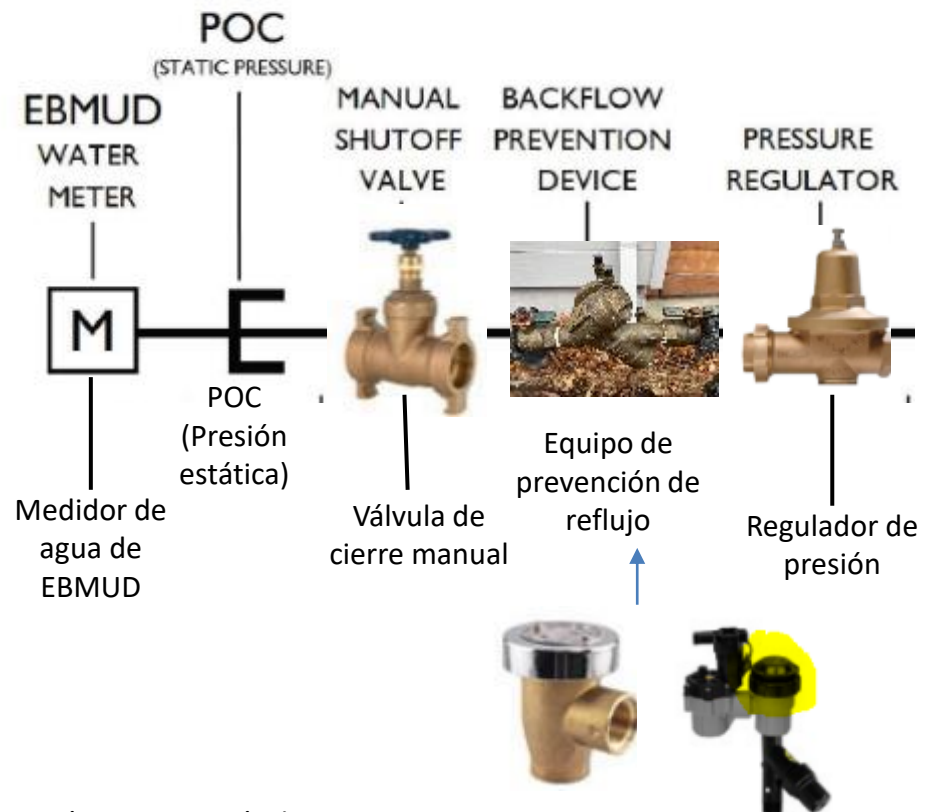 POC
(STATIC PRESSURE)
EBMUD
WATER
METER
MANUAL
SHUTOFF
VALVE
BACKFLOW
PREVENTION
DEVICE
PRESSURE
REGULATOR
M
POC
(Presión
estática)
Medidor de
agua de
EBMUD
Válvula de
cierre manual
Equipo de
prevención de
reflujo
Regulador de
presión